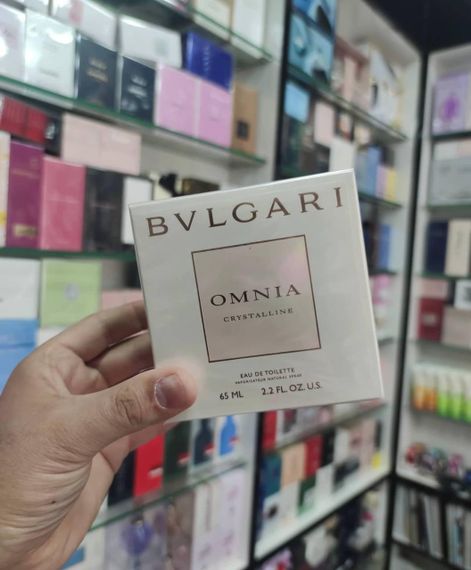 BVLGARI
OMNIA
CRYSTALLINE
EAU DE TOILETTE
VAPORISATEUR NATURAL SPRAY
65 ML 2.2 FL. OZ. U.S.